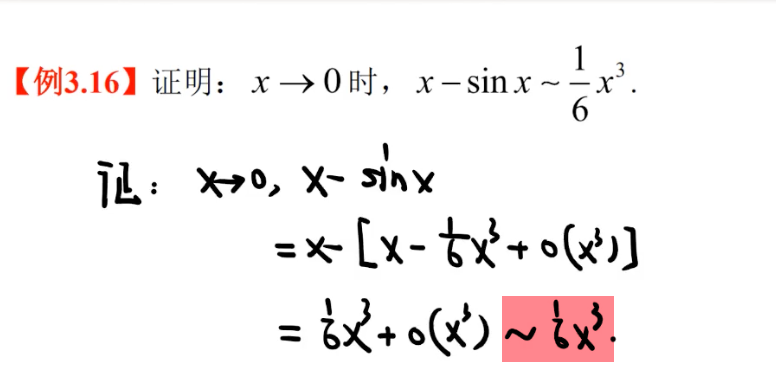 【例3.16】证明：x → 0 时，x − sin x ~ 1/6 x³.
证：x→0, x − sin x
= x − [x − 1/6 x³ + o(x³)]
= 1/6 x³ + o(x³) ~ 1/6 x³.